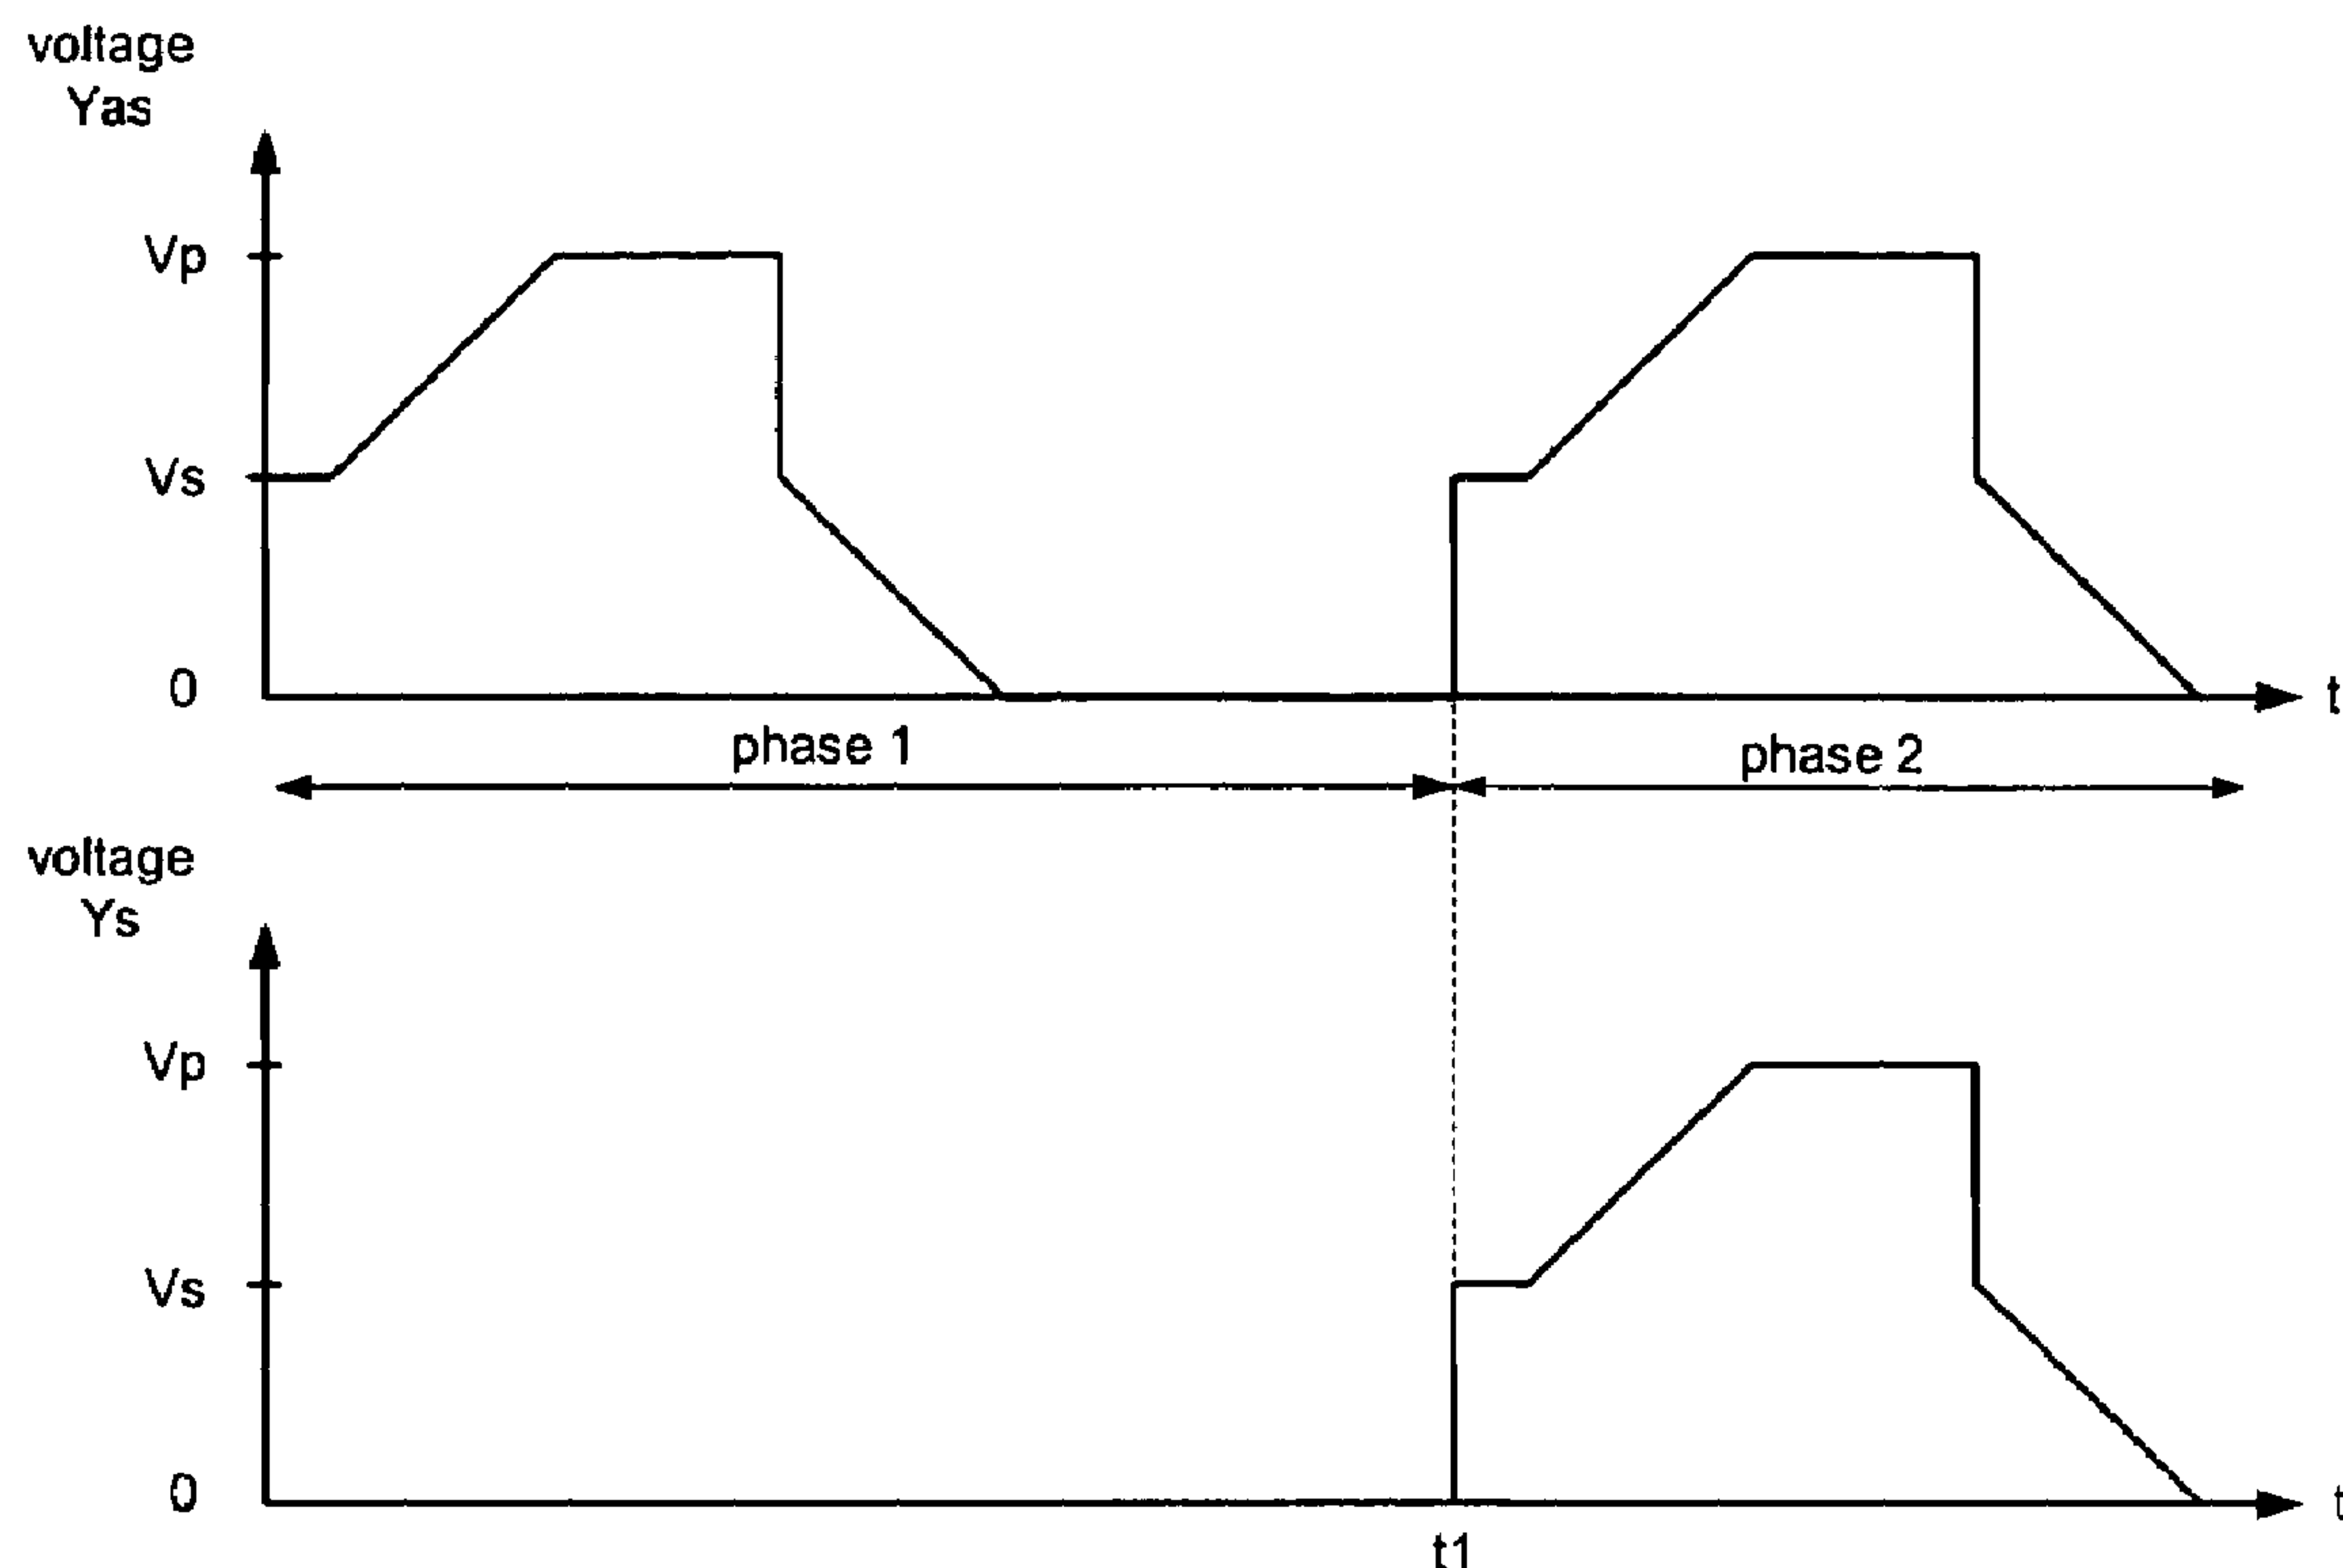 voltage
Yas
Vp
Vs
0
t
phase 1
phase 2
voltage
Ys
Vp
Vs
0
t
t1